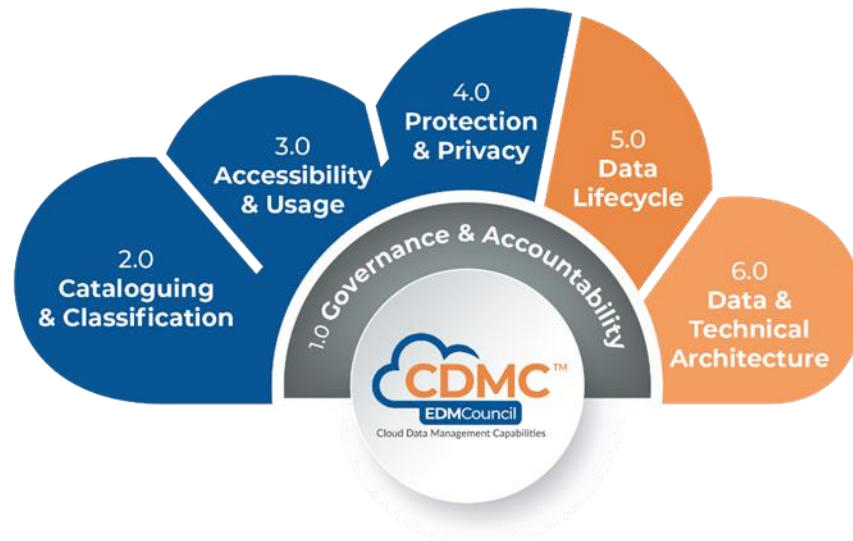 1.0 Governance & Accountability
2.0
Cataloguing
& Classification
3.0
Accessibility
& Usage
4.0
Protection
& Privacy
5.0
Data
Lifecycle
6.0
Data &
Technical
Architecture
CDMC™
EDMCouncil
Cloud Data Management Capabilities